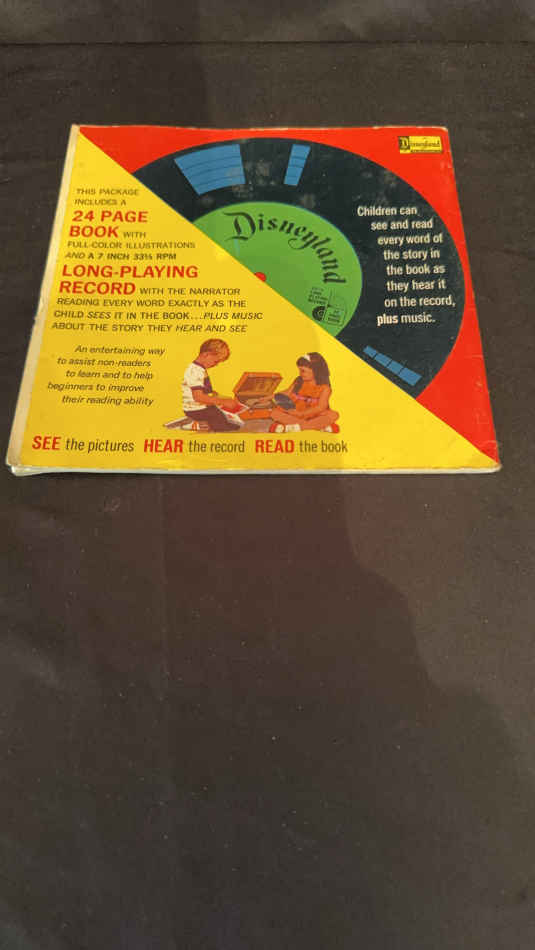 Disneyland
THIS PACKAGE
INCLUDES A
24 PAGE
BOOK WITH
FULL-COLOR ILLUSTRATIONS
AND A 7 INCH 33⅓ RPM
LONG-PLAYING
RECORD WITH THE NARRATOR
READING EVERY WORD EXACTLY AS THE
CHILD SEES IT IN THE BOOK...PLUS MUSIC
ABOUT THE STORY THEY HEAR AND SEE
An entertaining way
to assist non-readers
to learn and to help
beginners to improve
their reading ability
Disneyland
LONG
PLAYING
RECORD
Children can
see and read
every word of
the story in
the book as
they hear it
on the record,
plus music.
SEE the pictures HEAR the record READ the book